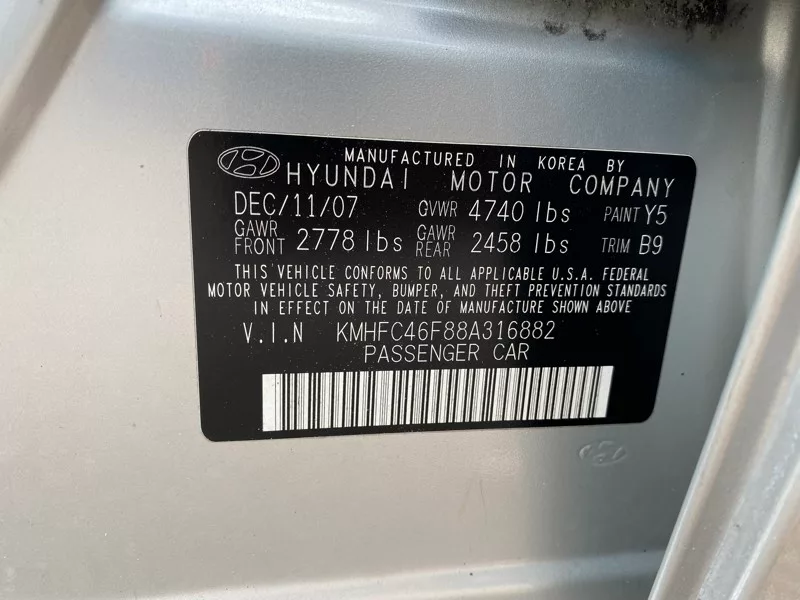 MANUFACTURED IN KOREA BY
HYUNDAI MOTOR COMPANY
DEC/11/07 GVWR 4740 lbs PAINT Y5
GAWR FRONT 2778 lbs GAWR REAR 2458 lbs TRIM B9
THIS VEHICLE CONFORMS TO ALL APPLICABLE U.S.A. FEDERAL
MOTOR VEHICLE SAFETY, BUMPER, AND THEFT PREVENTION STANDARDS
IN EFFECT ON THE DATE OF MANUFACTURE SHOWN ABOVE
V.I.N KMHFC46F88A316882
PASSENGER CAR